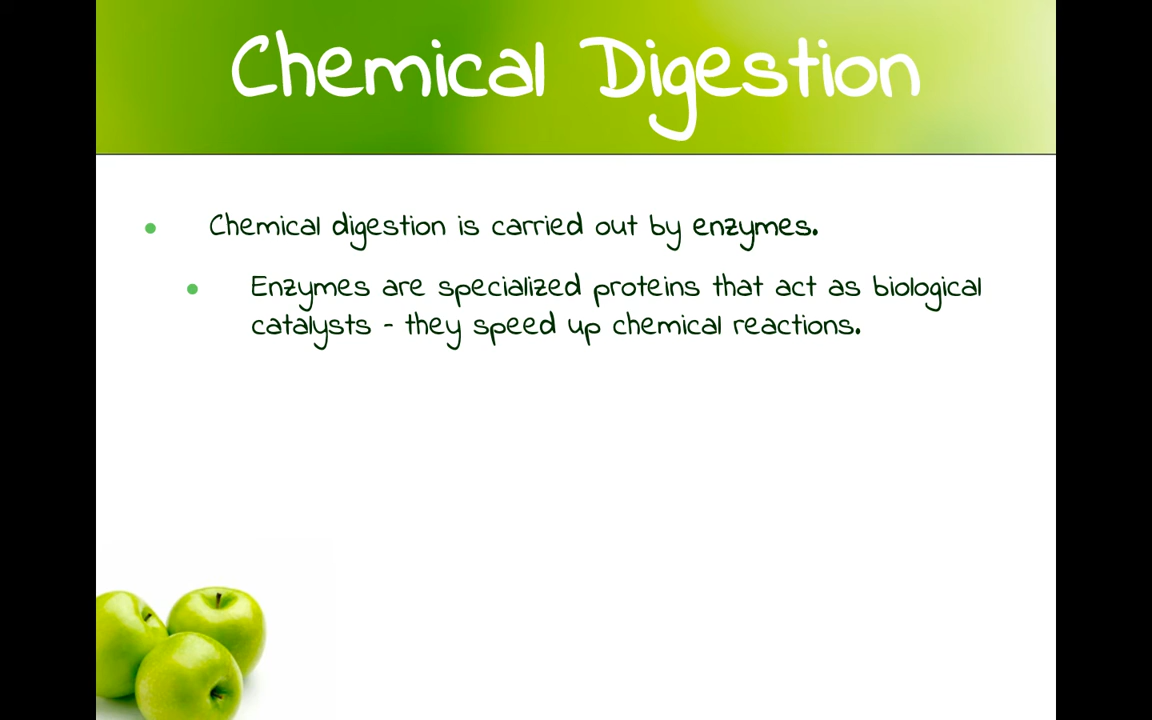 Chemical Digestion
• Chemical digestion is carried out by enzymes.
• Enzymes are specialized proteins that act as biological
catalysts - they speed up chemical reactions.